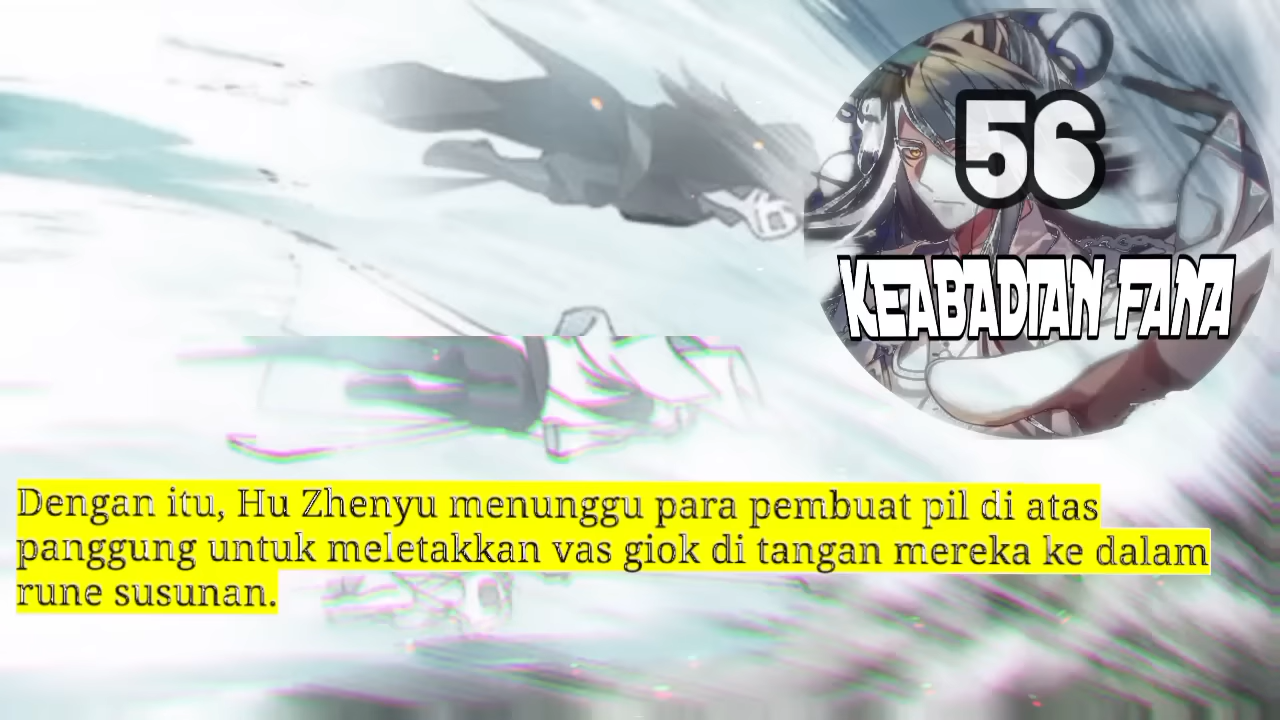 56
KEABADIAN FANA
Dengan itu, Hu Zhenyu menunggu para pembuat pil di atas
panggung untuk meletakkan vas giok di tangan mereka ke dalam
rune susunan.